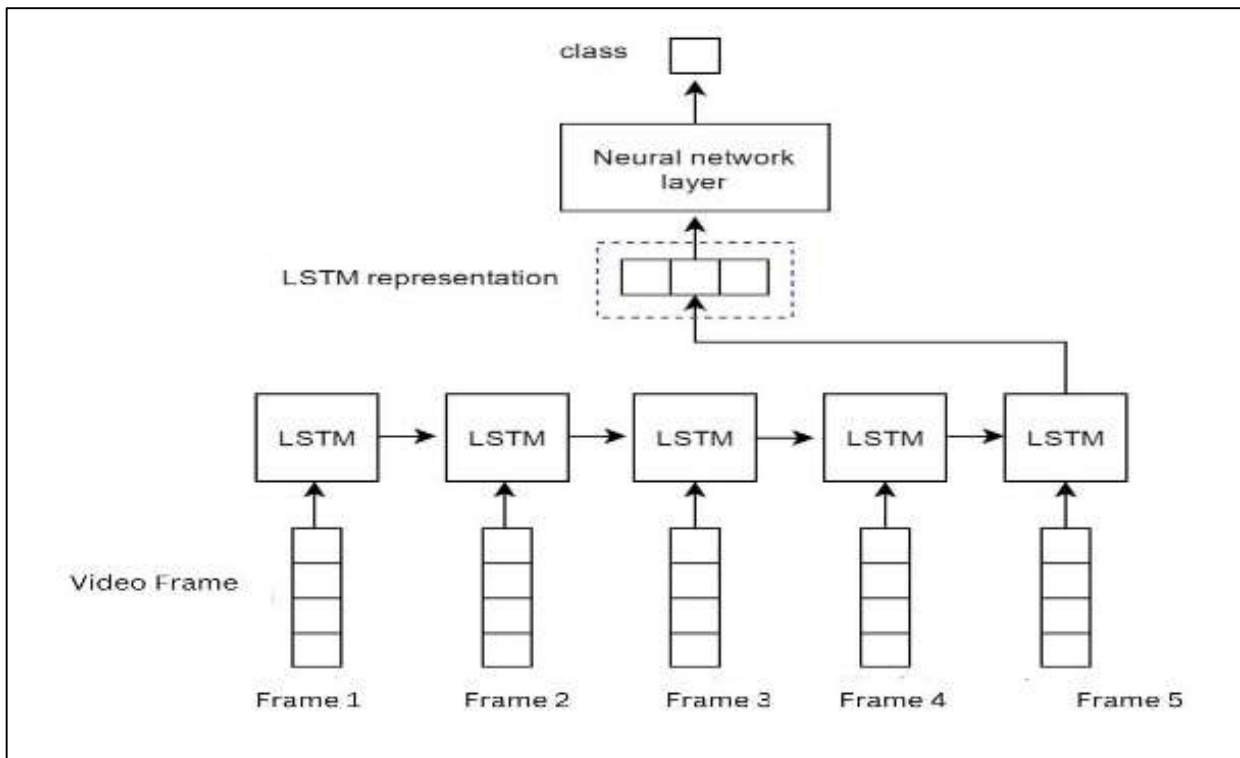 class
Neural network
layer
LSTM representation
LSTM LSTM LSTM LSTM LSTM
Video Frame
Frame 1 Frame 2 Frame 3 Frame 4 Frame 5